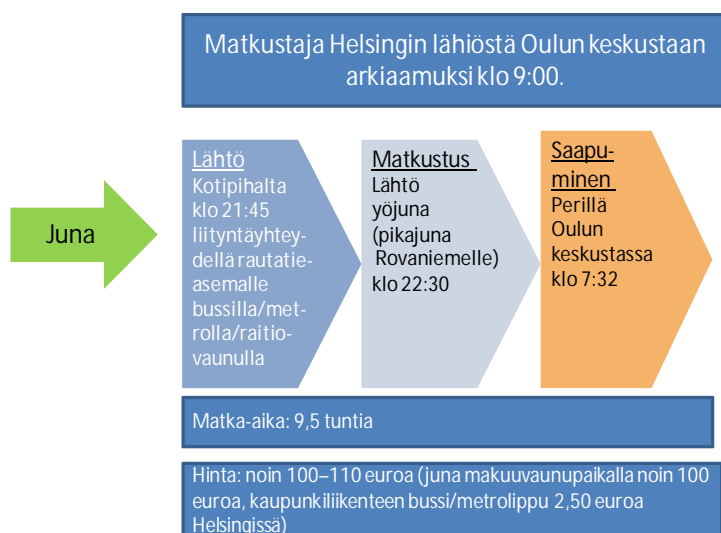 Matkustaja Helsingin lähiöstä Oulun keskustaan
arkiaamuksi klo 9:00.
Juna
Lähtö
Kotipihalta
klo 21:45
liityntäyhtey-
dellä rautatie-
asemalle
bussilla/met-
rolla/raitio-
vaunulla
Matkustus
Lähtö
yöjuna
(pikajuna
Rovaniemelle)
klo 22:30
Saapu-
minen
Perillä
Oulun
keskustassa
klo 7:32
Matka-aika: 9,5 tuntia
Hinta: noin 100–110 euroa (juna makuuvaunupaikalla noin 100
euroa, kaupunkiliikenteen bussi/metrolippu 2,50 euroa
Helsingissä)